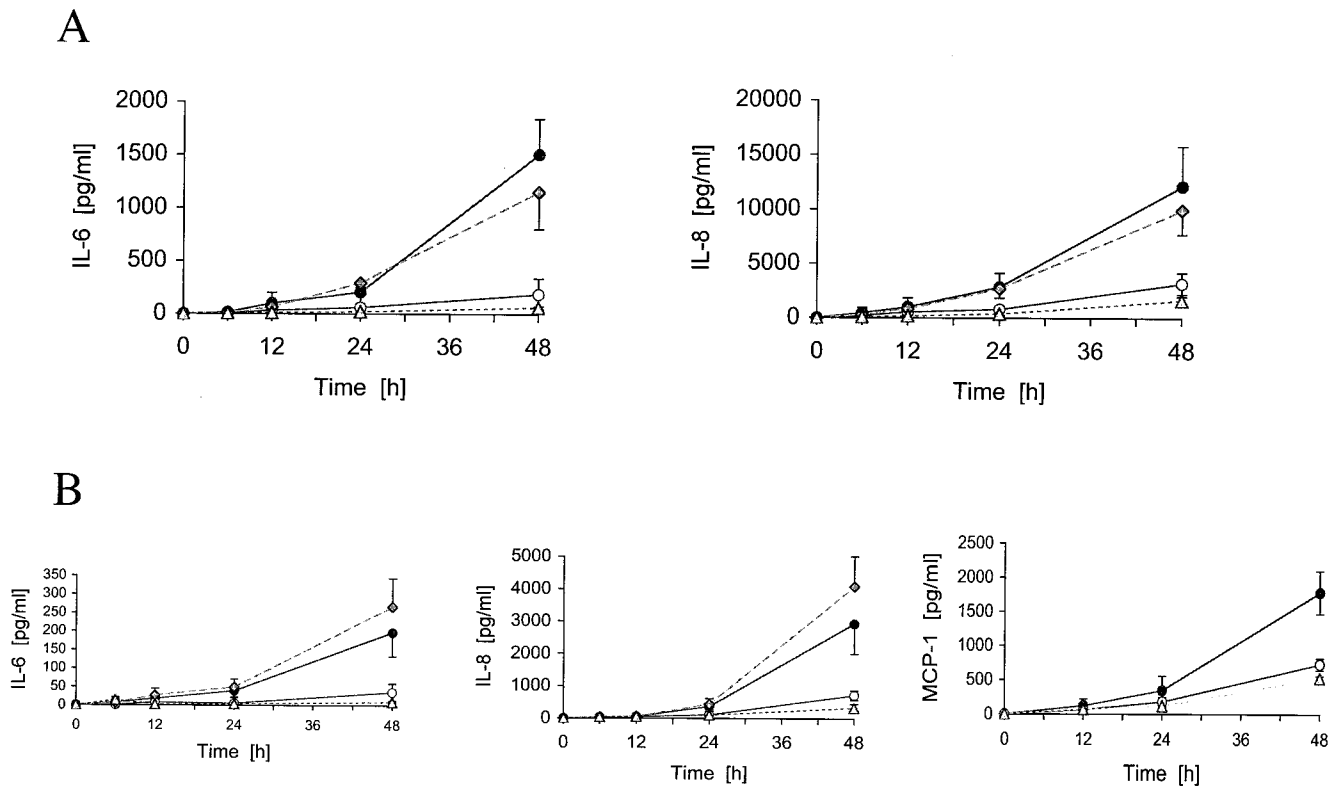 A
IL-6 [pg/ml]
2000
1500
1000
500
0
0 12 24 36 48
Time [h]
IL-8 [pg/ml]
20000
15000
10000
5000
0
0 12 24 36 48
Time [h]
B
IL-6 [pg/ml]
350
300
250
200
150
100
50
0
0 12 24 36 48
Time [h]
IL-8 [pg/ml]
5000
4000
3000
2000
1000
0
0 12 24 36 48
Time [h]
MCP-1 [pg/ml]
2500
2000
1500
1000
500
0
0 12 24 36 48
Time [h]